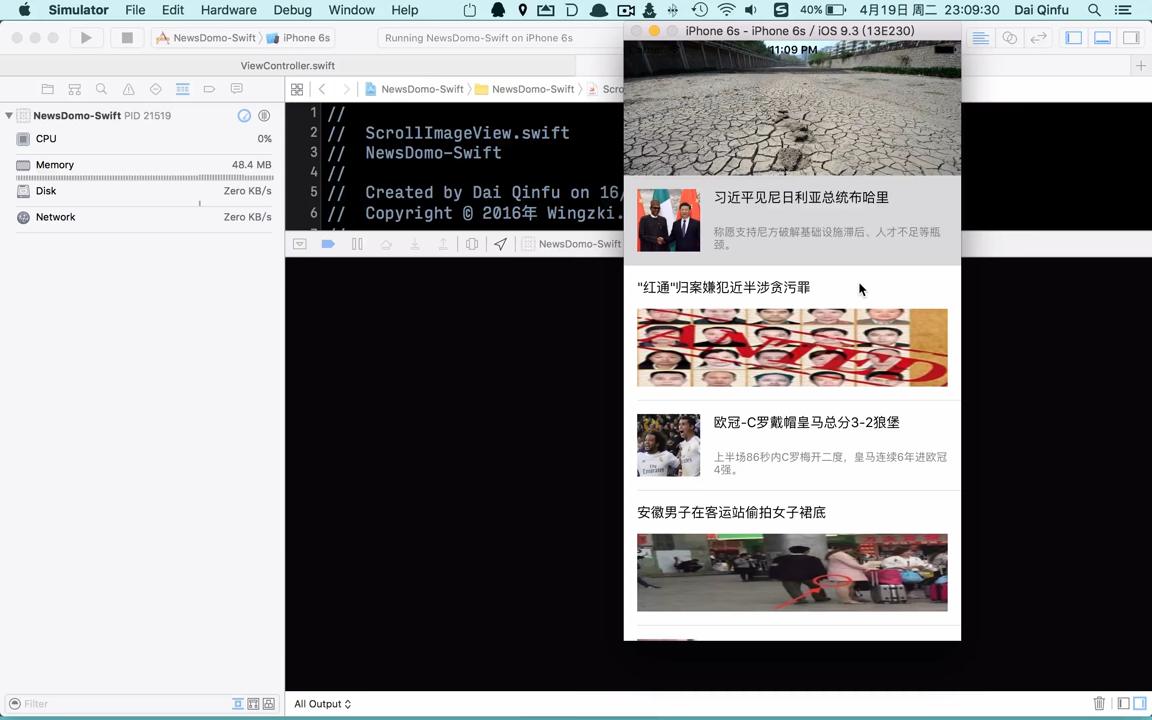 Simulator File Edit View Hardware Debug Window Help 40% 4月19日 周二 23:09:30 Dai Qinfu
NewsDomo-Swift iPhone 6s Running NewsDomo-Swift on iPhone 6s
iPhone 6s - iPhone 6s / iOS 9.3 (13E230)
ViewController.swift
NewsDomo-Swift NewsDomo-Swift Scro
NewsDomo-Swift PID 21519
CPU 0%
Memory 48.4 MB
Disk Zero KB/s
Network Zero KB/s
1 //
2 // ScrollImageView.swift
3 // NewsDomo-Swift
4 //
5 // Created by Dai Qinfu on 16/
6 // Copyright © 2016年 Wingzki.
NewsDomo-Swift
11:09 PM
习近平见尼日利亚总统布哈里
称愿支持尼方破解基础设施滞后、人才不足等瓶
颈。
"红通"归案嫌犯近半涉贪污罪
欧冠-C罗戴帽皇马总分3-2狼堡
上半场86秒内C罗梅开二度，皇马连续6年进欧冠
4强。
安徽男子在客运站偷拍女子裙底
Filter
All Output